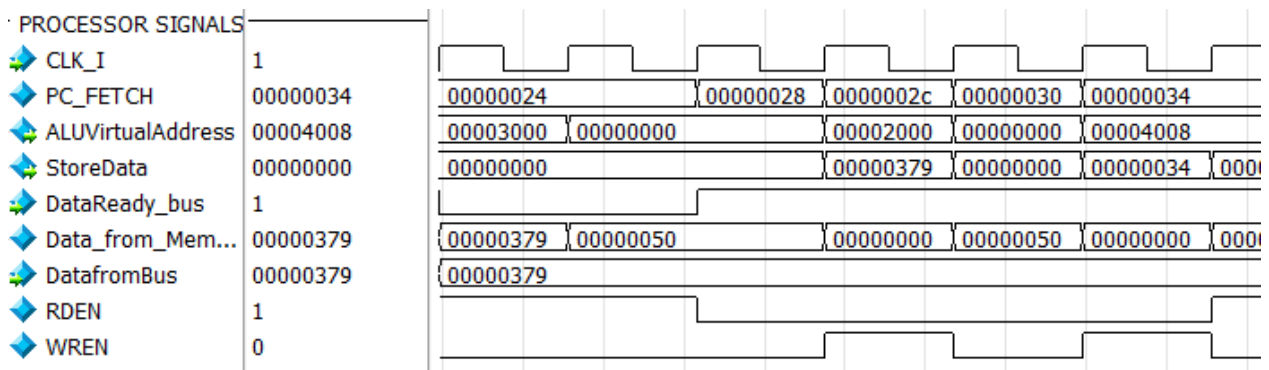 PROCESSOR SIGNALS
CLK_I 1
PC_FETCH 00000034 00000024 00000028 0000002c 00000030 00000034
ALUVirtualAddress 00004008 00003000 00000000 00002000 00000000 00004008
StoreData 00000000 00000000 00000379 00000000 00000034 000
DataReady_bus 1
Data_from_Mem... 00000379 00000379 00000050 00000000 00000050 00000000 000
DatafromBus 00000379 00000379
RDEN 1
WREN 0